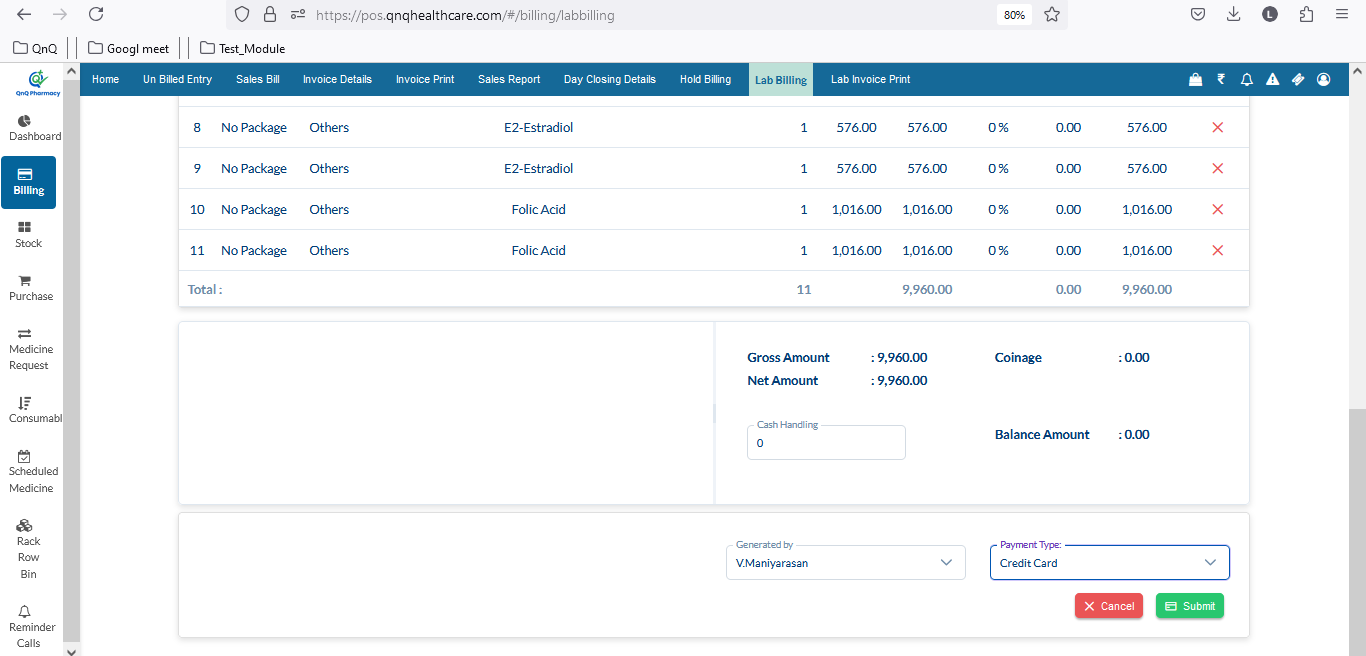 https://pos.qnqhealthcare.com/#/billing/labbilling 80% L
QnQ Googl meet Test_Module
QnQ Pharmacy
Home Un Billed Entry Sales Bill Invoice Details Invoice Print Sales Report Day Closing Details Hold Billing Lab Billing Lab Invoice Print
Dashboard
Billing
Stock
Purchase
Medicine
Request
Consumabl
Scheduled
Medicine
Rack
Row
Bin
Reminder
Calls
8 No Package Others E2-Estradiol 1 576.00 576.00 0 % 0.00 576.00
9 No Package Others E2-Estradiol 1 576.00 576.00 0 % 0.00 576.00
10 No Package Others Folic Acid 1 1,016.00 1,016.00 0 % 0.00 1,016.00
11 No Package Others Folic Acid 1 1,016.00 1,016.00 0 % 0.00 1,016.00
Total : 11 9,960.00 0.00 9,960.00
Gross Amount : 9,960.00 Coinage : 0.00
Net Amount : 9,960.00
Cash Handling
0
Balance Amount : 0.00
Generated by Payment Type:
V.Maniyarasan Credit Card
Cancel Submit